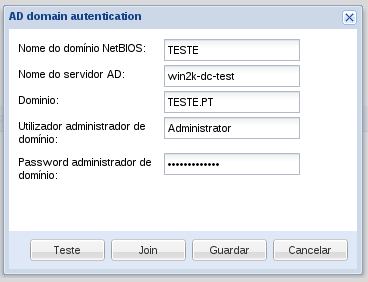 AD domain autentication
Nome do domínio NetBIOS: TESTE
Nome do servidor AD: win2k-dc-test
Dominio: TESTE.PT
Utilizador administrador de Administrator
domínio:
Password administrador de •••••••••••••
domínio:
Teste Join Guardar Cancelar